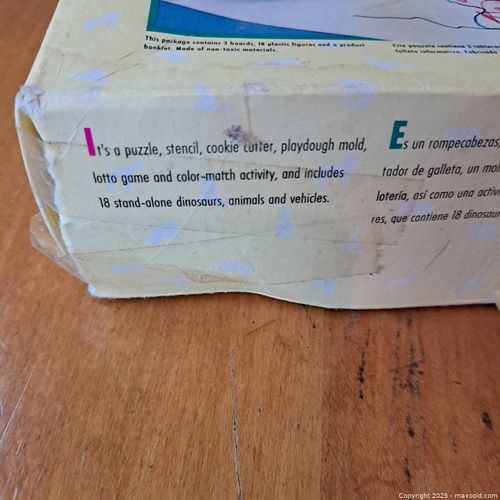 This package contains 3 boards, 18 plastic figures and a product
booklet. Made of non-toxic materials.
Este paquete contiene 3
folleto informativo. Fabricado
It's a puzzle, stencil, cookie cutter, playdough mold,
lotto game and color-match activity, and includes
18 stand-alone dinosaurs, animals and vehicles.
Es un rompecabezas,
tador de galleta, un mol
lotería, así como una activi
res, que contiene 18 dinosaur
Copyright © 2025 - maxsold.com